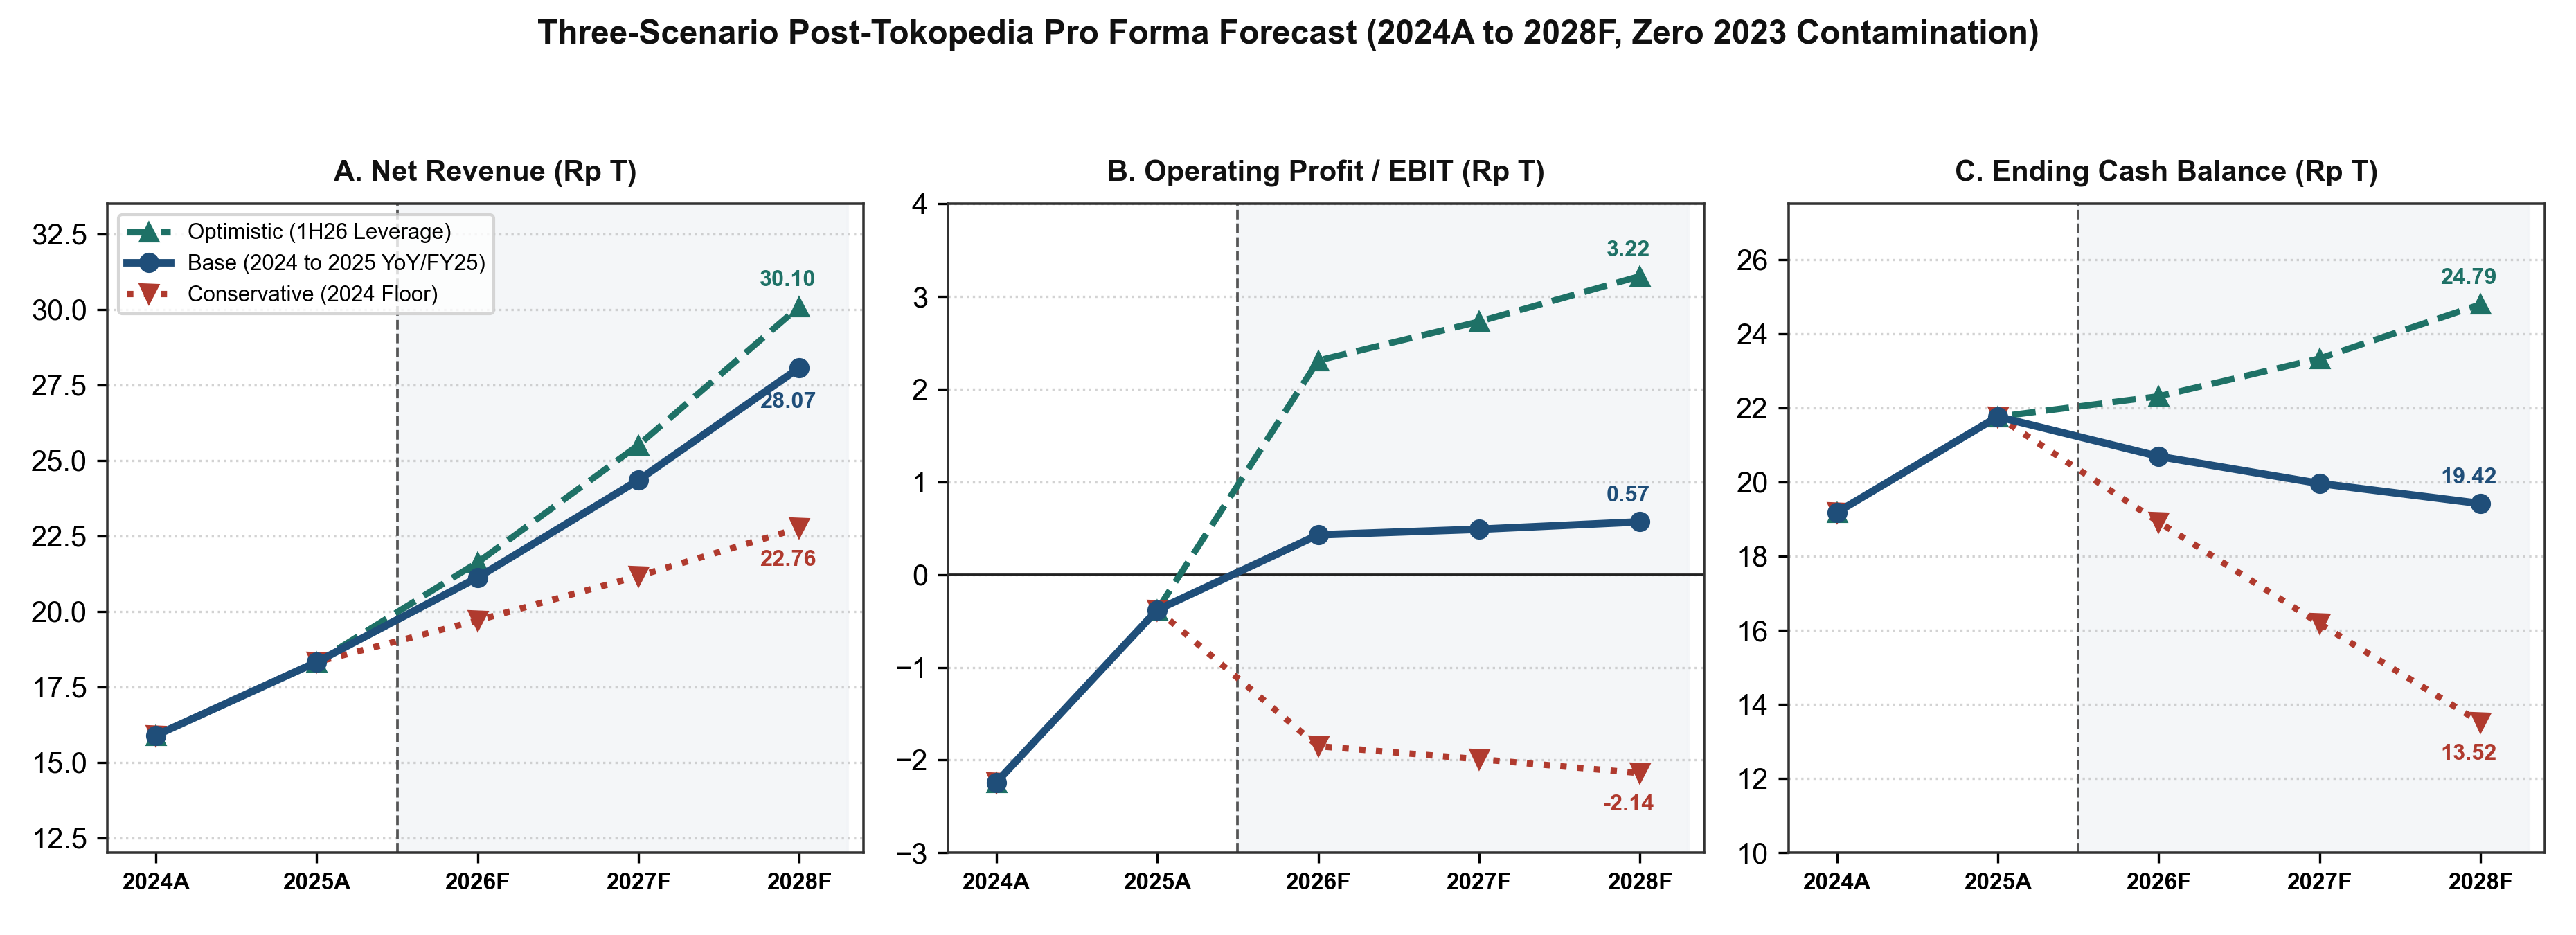 Three-Scenario Post-Tokopedia Pro Forma Forecast (2024A to 2028F, Zero 2023 Contamination)
A. Net Revenue (Rp T)
32.5
30.0
27.5
25.0
22.5
20.0
17.5
15.0
12.5
Optimistic (1H26 Leverage)
Base (2024 to 2025 YoY/FY25)
Conservative (2024 Floor)
30.10
28.07
22.76
2024A
2025A
2026F
2027F
2028F
B. Operating Profit / EBIT (Rp T)
4
3
2
1
0
−1
−2
−3
3.22
0.57
-2.14
2024A
2025A
2026F
2027F
2028F
C. Ending Cash Balance (Rp T)
26
24
22
20
18
16
14
12
10
24.79
19.42
13.52
2024A
2025A
2026F
2027F
2028F